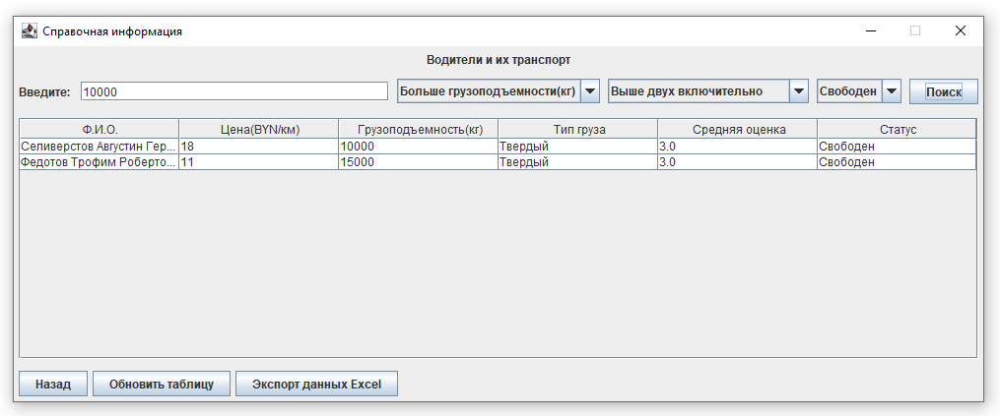 Справочная информация
Водители и их транспорт
Введите: 10000 Больше грузоподъемности(кг) Выше двух включительно Свободен Поиск
Ф.И.О. Цена(BYN/км) Грузоподъемность(кг) Тип груза Средняя оценка Статус
Селиверстов Августин Гер... 18 10000 Твердый 3.0 Свободен
Федотов Трофим Роберто... 11 15000 Твердый 3.0 Свободен
Назад Обновить таблицу Экспорт данных Excel